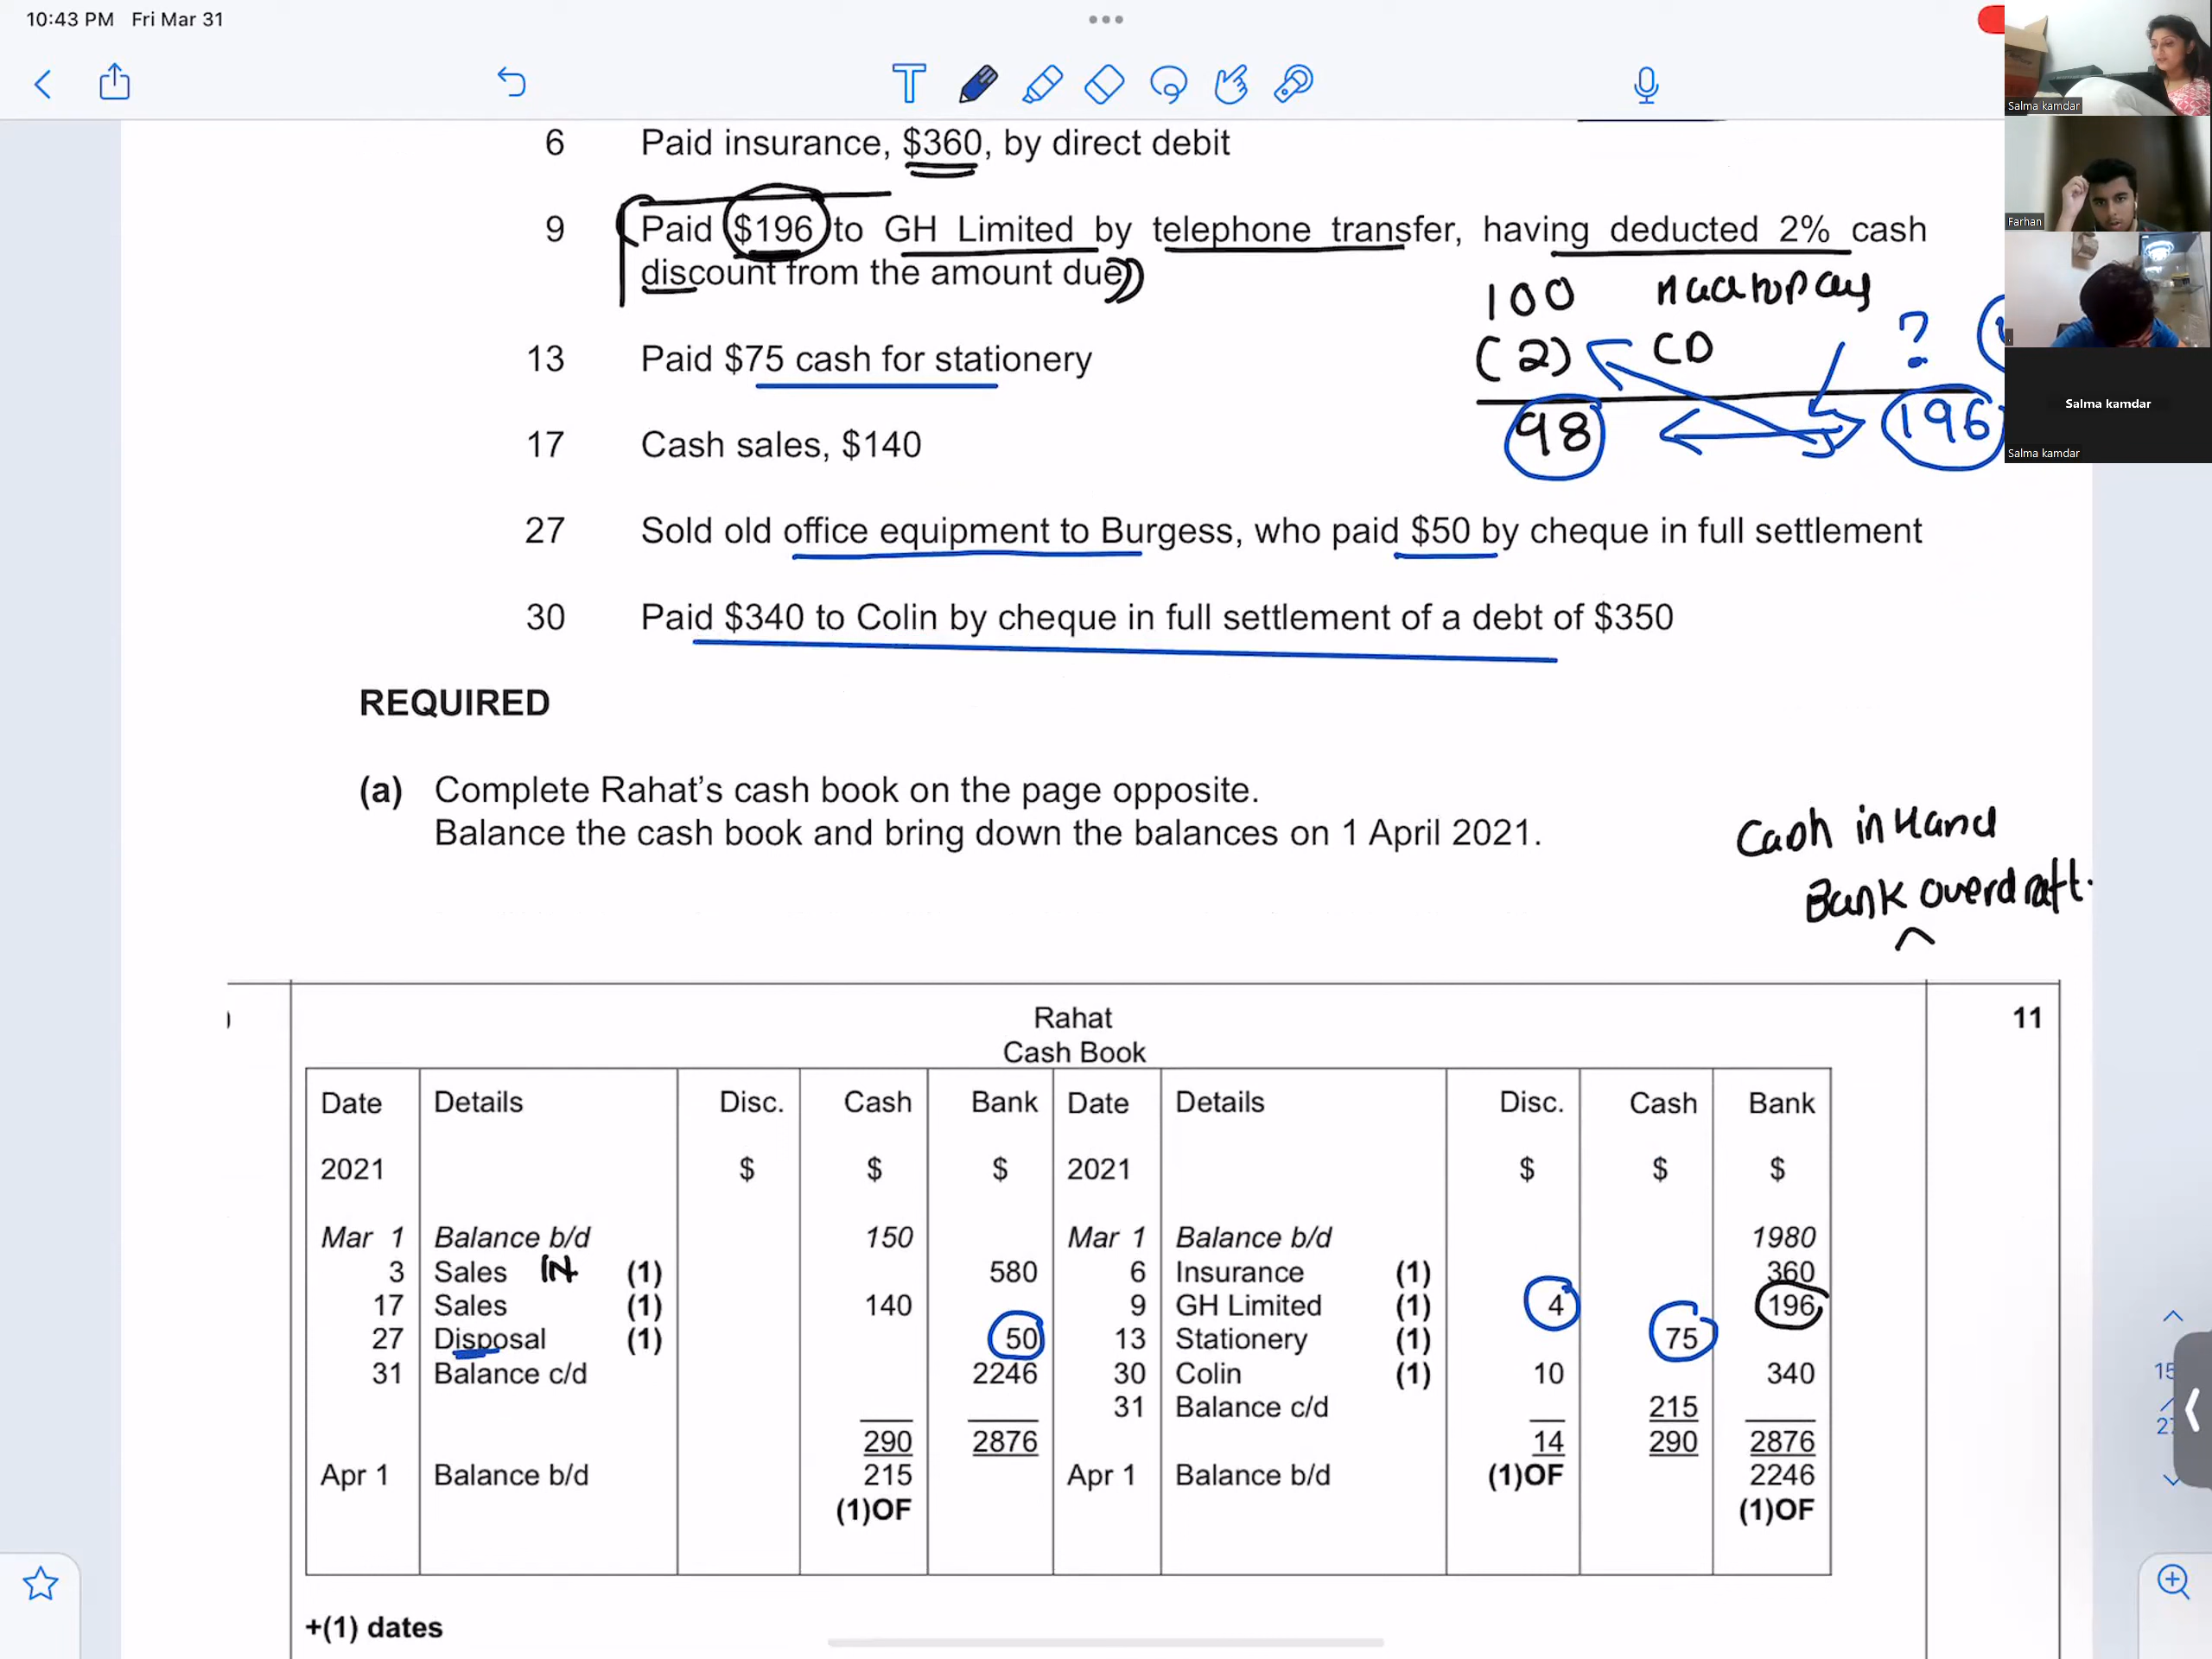 10:43 PM Fri Mar 31
Salma kamdar
Farhan
Salma kamdar
Salma kamdar
6 Paid insurance, $360, by direct debit
9 Paid $196 to GH Limited by telephone transfer, having deducted 2% cash
discount from the amount due
100
(2) CD ?
98 196
13 Paid $75 cash for stationery
17 Cash sales, $140
27 Sold old office equipment to Burgess, who paid $50 by cheque in full settlement
30 Paid $340 to Colin by cheque in full settlement of a debt of $350
REQUIRED
(a) Complete Rahat's cash book on the page opposite.
Balance the cash book and bring down the balances on 1 April 2021.
Cash in Hand
Bank overdraft.
Rahat 11
Cash Book
Date Details Disc. Cash Bank Date Details Disc. Cash Bank
2021 $ $ $ 2021 $ $ $
Mar 1 Balance b/d 150 Mar 1 Balance b/d 1980
3 Sales (1) 580 6 Insurance (1) 360
17 Sales (1) 140 9 GH Limited (1) 4 196
27 Disposal (1) 50 13 Stationery (1) 75
31 Balance c/d 2246 30 Colin (1) 10 340
31 Balance c/d 215
290 2876 14 290 2876
Apr 1 Balance b/d 215 Apr 1 Balance b/d (1)OF 2246
(1)OF (1)OF
+(1) dates